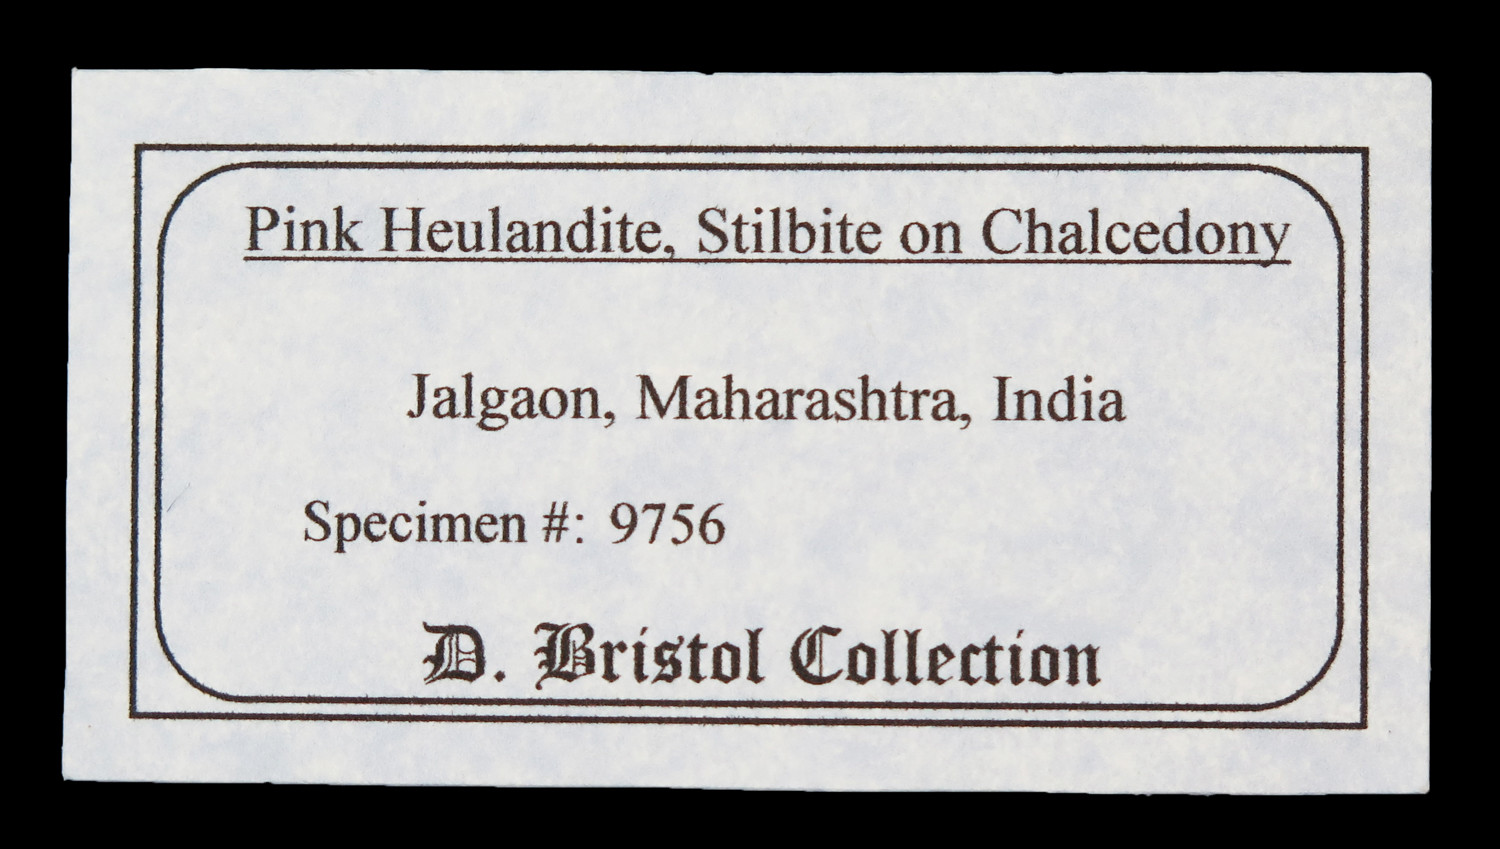 Pink Heulandite, Stilbite on Chalcedony
Jalgaon, Maharashtra, India
Specimen #: 9756
D. Bristol Collection